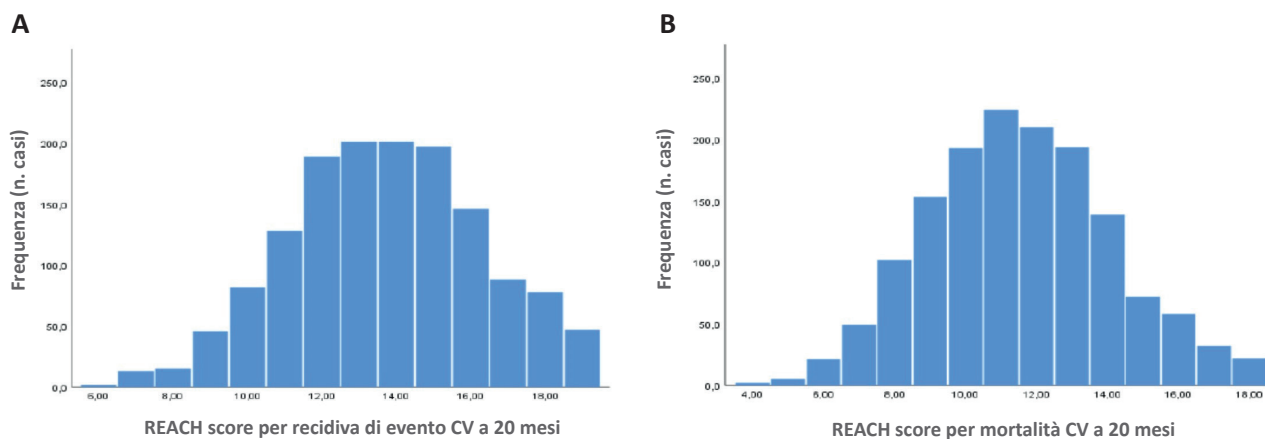 A
250,0
200,0
150,0
100,0
50,0
0,0
Frequenza (n. casi)
6,00 8,00 10,00 12,00 14,00 16,00 18,00
REACH score per recidiva di evento CV a 20 mesi
B
250,0
200,0
150,0
100,0
50,0
0,0
Frequenza (n. casi)
4,00 6,00 8,00 10,00 12,00 14,00 16,00 18,00
REACH score per mortalità CV a 20 mesi